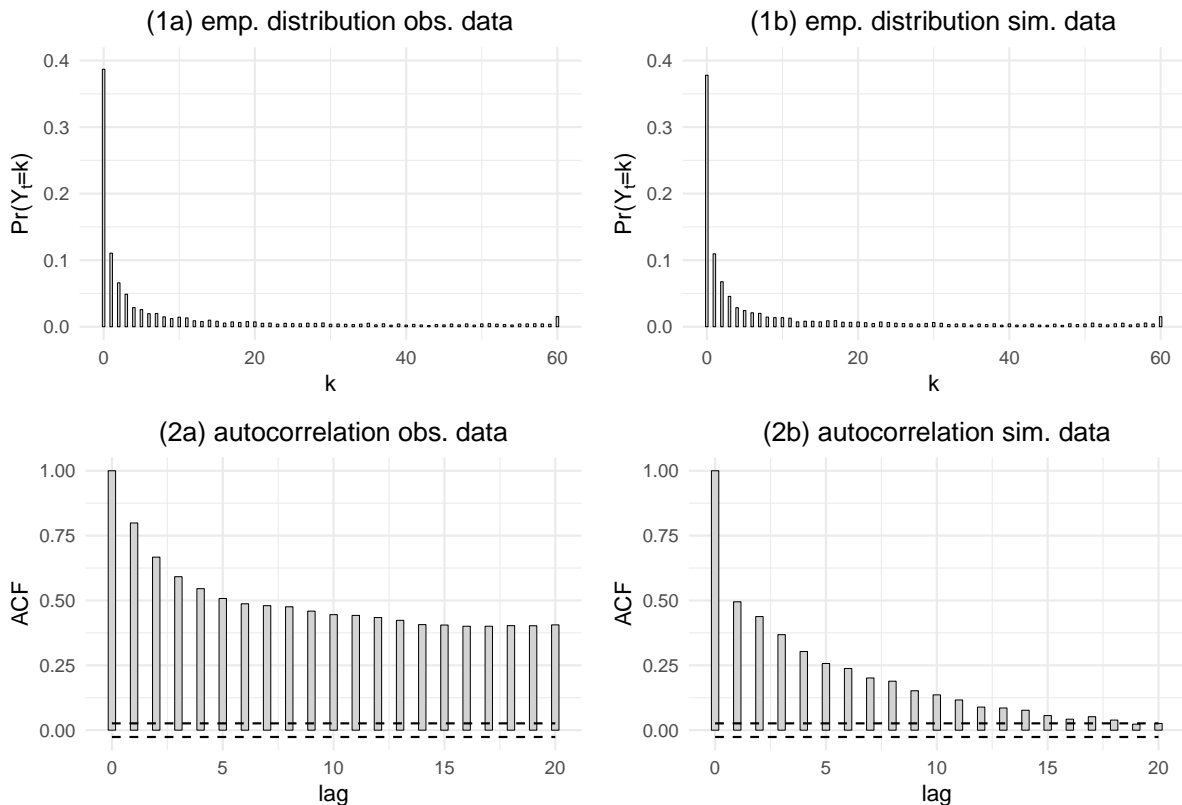 (1a) emp. distribution obs. data
0.4
0.3
0.2
0.1
0.0
Pr(Yₜ=k)
0 20 40 60
k
(1b) emp. distribution sim. data
0.4
0.3
0.2
0.1
0.0
Pr(Yₜ=k)
0 20 40 60
k
(2a) autocorrelation obs. data
1.00
0.75
0.50
0.25
0.00
ACF
0 5 10 15 20
lag
(2b) autocorrelation sim. data
1.00
0.75
0.50
0.25
0.00
ACF
0 5 10 15 20
lag